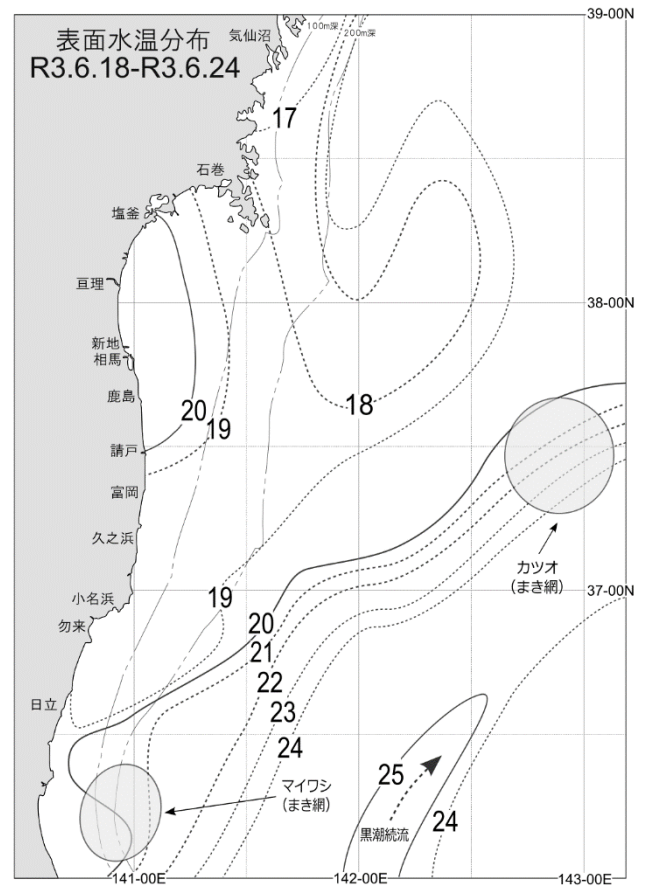 表面水温分布
R3.6.18-R3.6.24
気仙沼
100m深
200m深
39-00N
17
石巻
塩釜
亘理
38-00N
新地
相馬
鹿島
20
18
19
請戸
富岡
久之浜
カツオ
(まき網)
37-00N
小名浜
19
勿来
20
21
22
日立
23
24
25
マイワシ
(まき網)
24
黒潮続流
141-00E
142-00E
143-00E